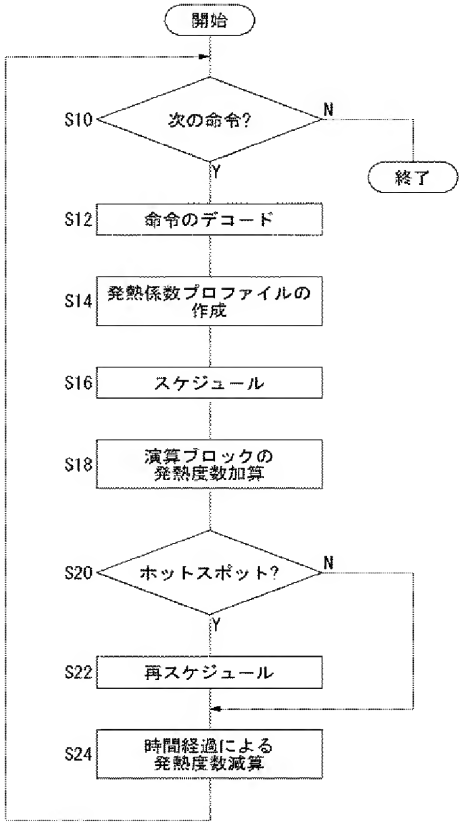 開始
S10
次の命令?
N
Y
終了
S12
命令のデコード
S14
発熱係数プロファイルの
作成
S16
スケジュール
S18
演算ブロックの
発熱度数加算
S20
ホットスポット?
N
Y
S22
再スケジュール
S24
時間経過による
発熱度数減算